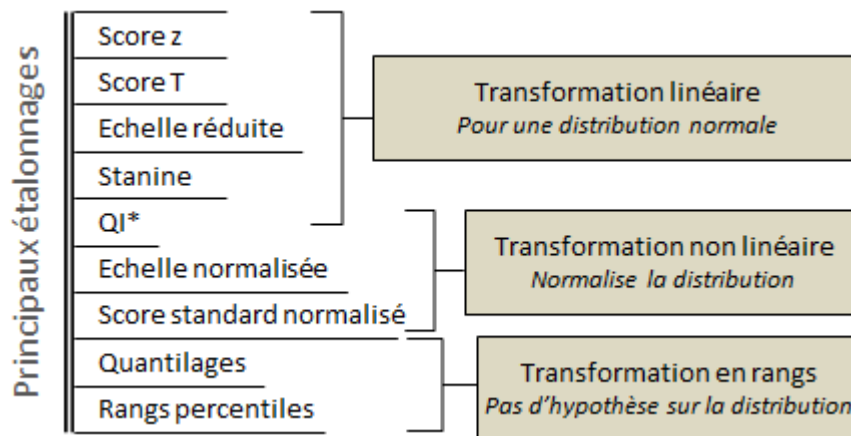 Principaux étalonnages
Score z
Score T
Echelle réduite
Stanine
QI*
Echelle normalisée
Score standard normalisé
Quantilages
Rangs percentiles
Transformation linéaire
Pour une distribution normale
Transformation non linéaire
Normalise la distribution
Transformation en rangs
Pas d'hypothèse sur la distribution